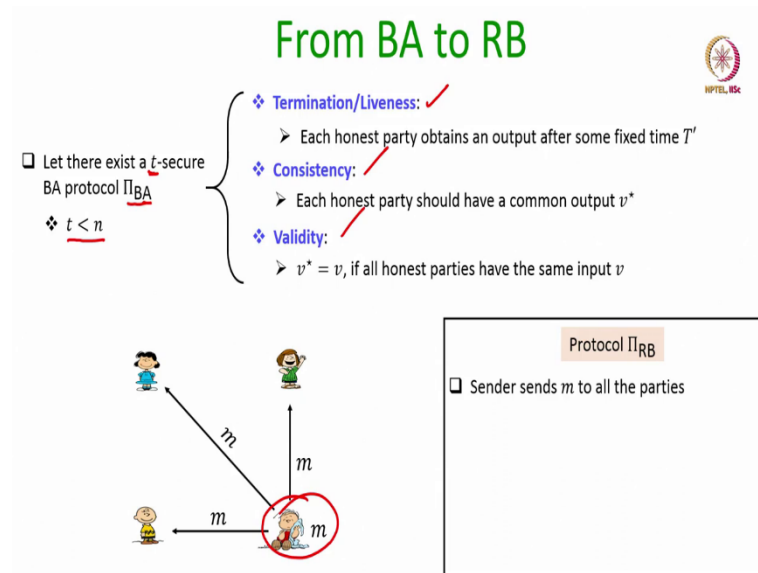 From BA to RB
NPTEL, IISc
❖ Termination/Liveness:
➢ Each honest party obtains an output after some fixed time T′
❑ Let there exist a t-secure
BA protocol Π_BA
❖ t < n
❖ Consistency:
➢ Each honest party should have a common output v⋆
❖ Validity:
➢ v⋆ = v, if all honest parties have the same input v
Protocol Π_RB
❑ Sender sends m to all the parties
m
m
m
m